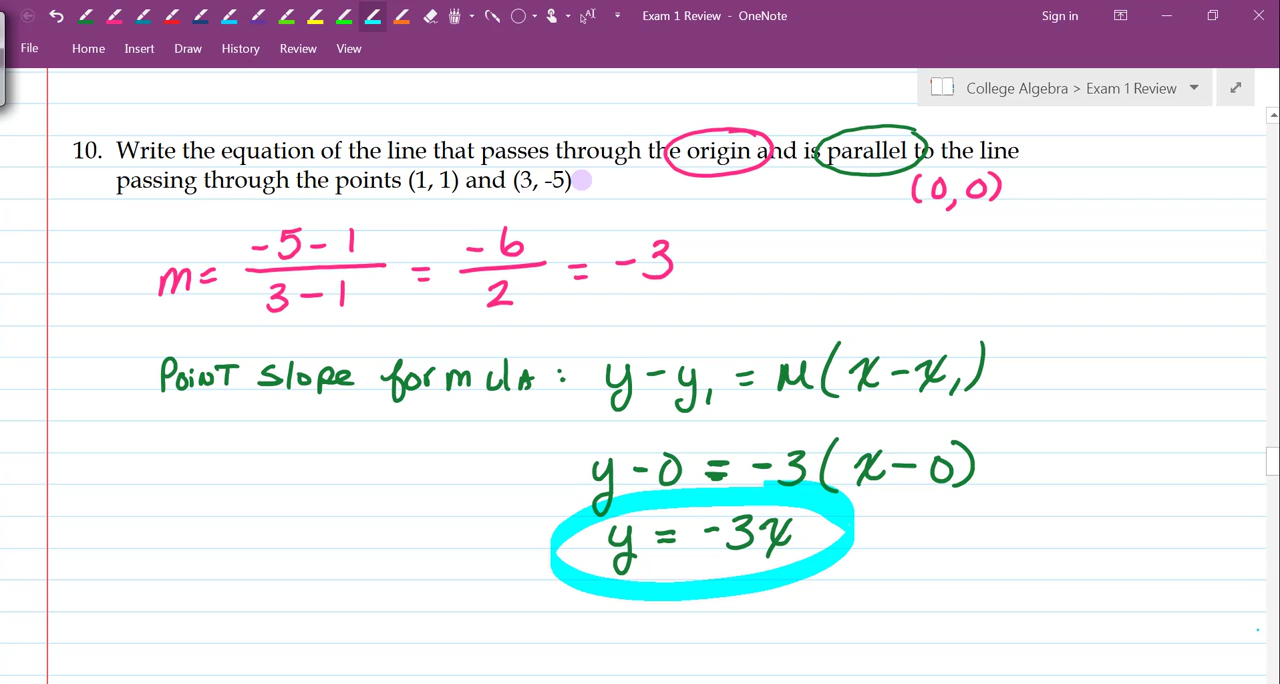 Exam 1 Review - OneNote
Sign in
File Home Insert Draw History Review View
College Algebra > Exam 1 Review
10. Write the equation of the line that passes through the origin and is parallel to the line
passing through the points (1, 1) and (3, -5)
(0, 0)
m = (-5 - 1)/(3 - 1) = -6/2 = -3
Point slope formula: y - y₁ = m(x - x₁)
y - 0 = -3(x - 0)
y = -3x